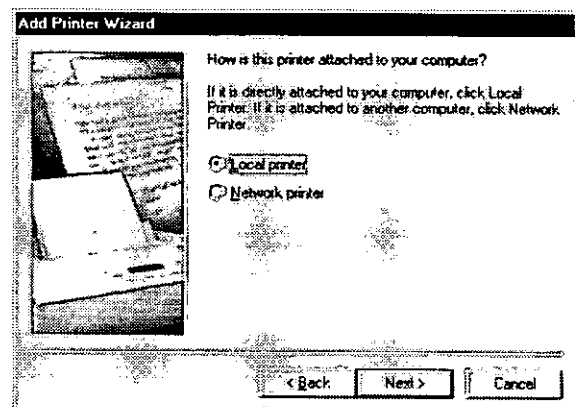 Add Printer Wizard
How is this printer attached to your computer?
If it is directly attached to your computer, click Local
Printer. If it is attached to another computer, click Network
Printer.
Local printer
Network printer
< Back
Next >
Cancel